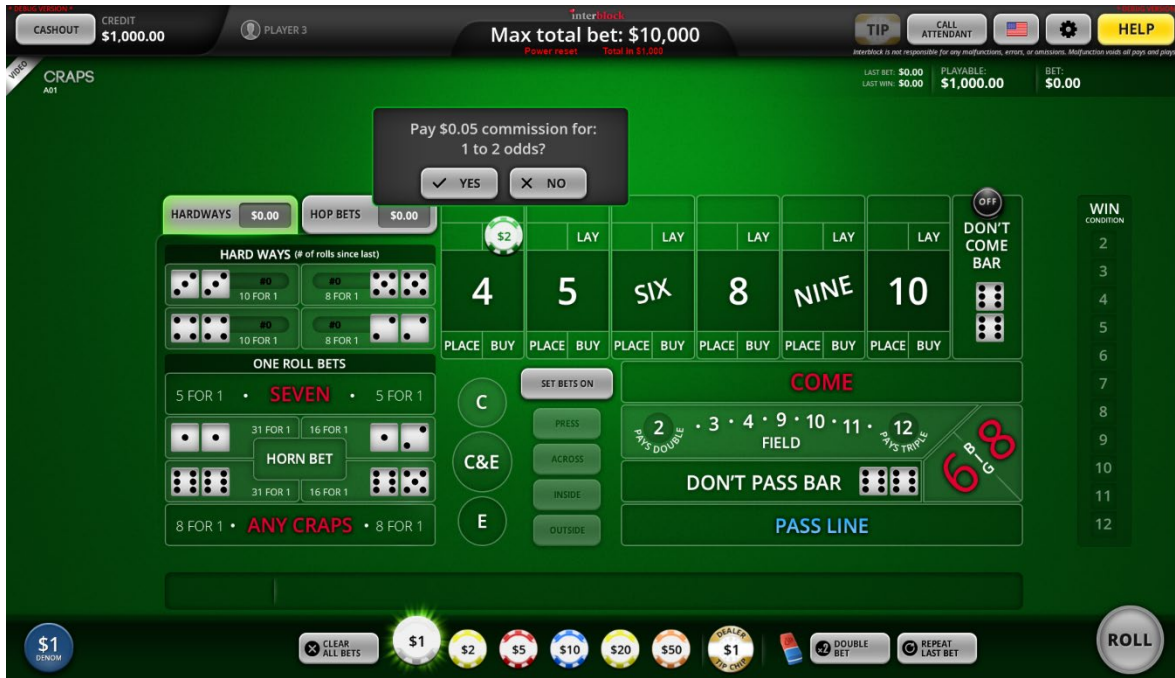 * DEBUG VERSION *
* DEBUG VERSION
CASHOUT
CREDIT
$1,000.00
PLAYER 3
interblock
Max total bet: $10,000
Power reset Total in $1,000
TIP
CALL
ATTENDANT
HELP
Interblock is not responsible for any malfunctions, errors, or omissions. Malfunction voids all pays and plays
VIDEO
CRAPS
A01
LAST BET: $0.00
LAST WIN: $0.00
PLAYABLE:
$1,000.00
BET:
$0.00
Pay $0.05 commission for:
1 to 2 odds?
YES
NO
HARDWAYS $0.00
HOP BETS $0.00
HARD WAYS (# of rolls since last)
#0
10 FOR 1
#0
8 FOR 1
#0
10 FOR 1
#0
8 FOR 1
ONE ROLL BETS
5 FOR 1 • SEVEN • 5 FOR 1
31 FOR 1 16 FOR 1
HORN BET
31 FOR 1 16 FOR 1
8 FOR 1 • ANY CRAPS • 8 FOR 1
$2 LAY LAY LAY LAY LAY
4 5 SIX 8 NINE 10
PLACE BUY PLACE BUY PLACE BUY PLACE BUY PLACE BUY PLACE BUY
OFF
DON'T
COME
BAR
C
C&E
E
SET BETS ON
PRESS
ACROSS
INSIDE
OUTSIDE
COME
2 • 3 • 4 • 9 • 10 • 11 • 12
PAYS DOUBLE
FIELD
PAYS TRIPLE
DON'T PASS BAR
6 BIG 8
PASS LINE
WIN
CONDITION
2
3
4
5
6
7
8
9
10
11
12
$1
DENOM
CLEAR
ALL BETS
$1
$2
$5
$10
$20
$50
DEALER
$1
TIP CHIP
x2 DOUBLE
BET
REPEAT
LAST BET
ROLL